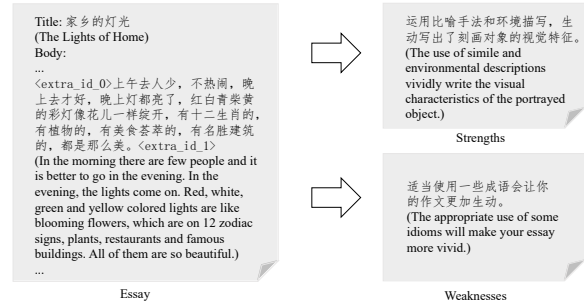 Title: 家乡的灯光
(The Lights of Home)
Body:
...
<extra_id_0>上午去人少，不热闹，晚
上去才好，晚上灯都亮了，红白青柴黄
的彩灯像花儿一样绽开，有十二生肖的，
有植物的，有美食荟萃的，有名胜建筑
的，都是那么美。<extra_id_1>
(In the morning there are few people and it
is better to go in the evening. In the
evening, the lights come on. Red, white,
green and yellow colored lights are like
blooming flowers, which are on 12 zodiac
signs, plants, restaurants and famous
buildings. All of them are so beautiful.)
...
Essay
运用比喻手法和环境描写，生
动写出了刻画对象的视觉特征。
(The use of simile and
environmental descriptions
vividly write the visual
characteristics of the portrayed
object.)
Strengths
适当使用一些成语会让你
的作文更加生动。
(The appropriate use of some
idioms will make your essay
more vivid.)
Weaknesses